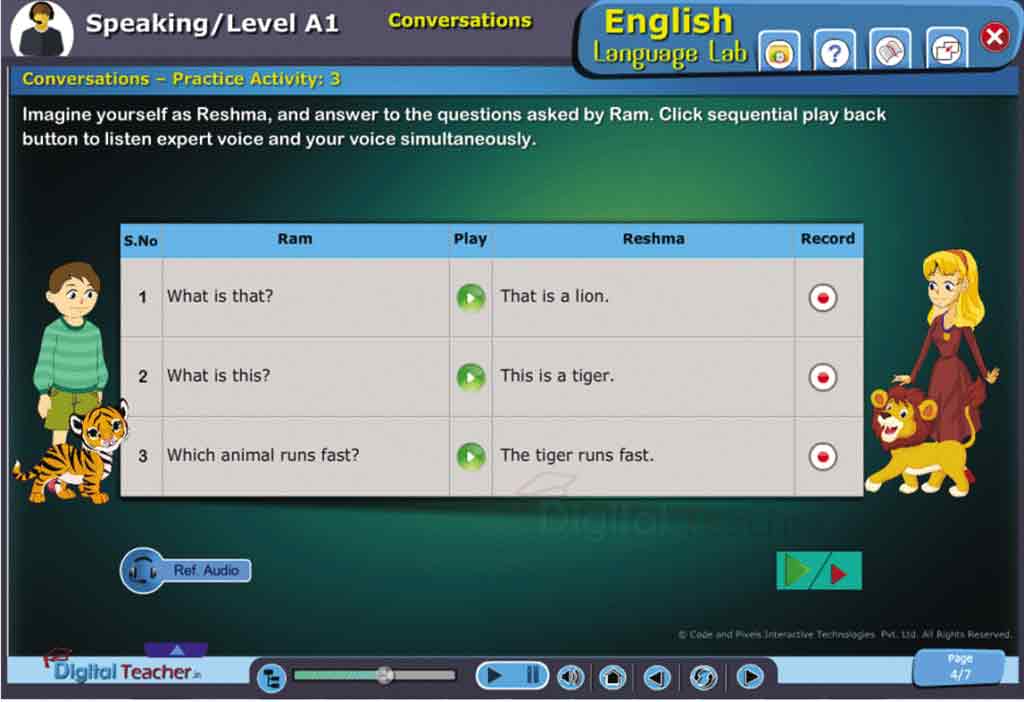 Speaking/Level A1
Conversations
English
Language Lab
?
Conversations – Practice Activity: 3
Imagine yourself as Reshma, and answer to the questions asked by Ram. Click sequential play back
button to listen expert voice and your voice simultaneously.
S.No Ram Play Reshma Record
1 What is that? That is a lion.
2 What is this? This is a tiger.
3 Which animal runs fast? The tiger runs fast.
Digital Teacher
Ref. Audio
© Code and Pixels Interactive Technologies. Pvt. Ltd. All Rights Reserved.
Digital Teacher.in
Page
4/7